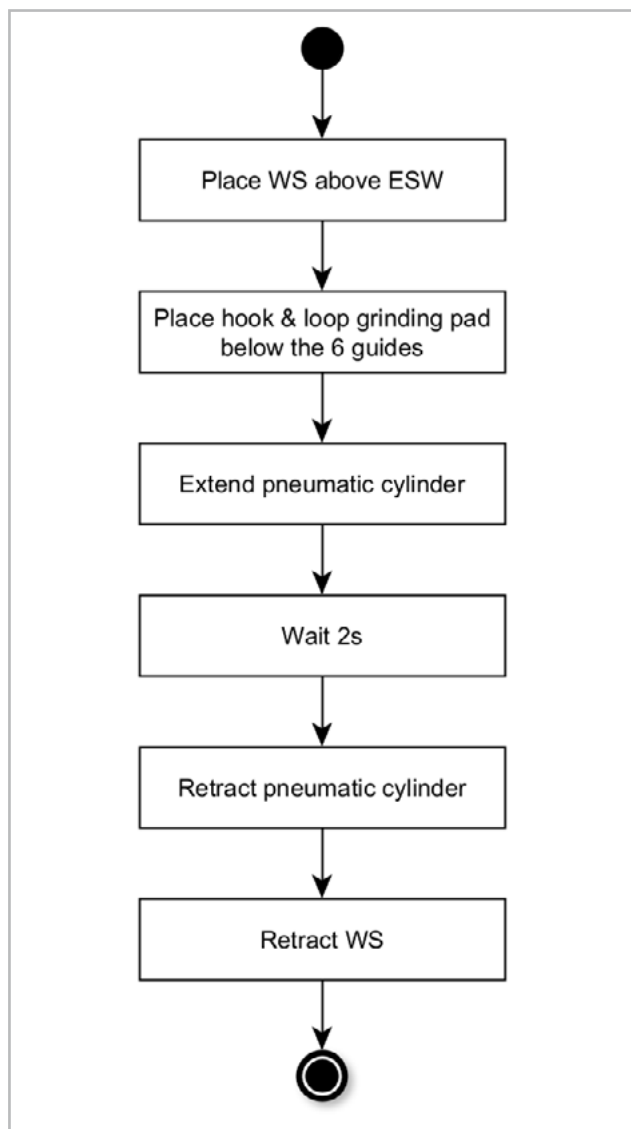 Place WS above ESW
Place hook & loop grinding pad
below the 6 guides
Extend pneumatic cylinder
Wait 2s
Retract pneumatic cylinder
Retract WS